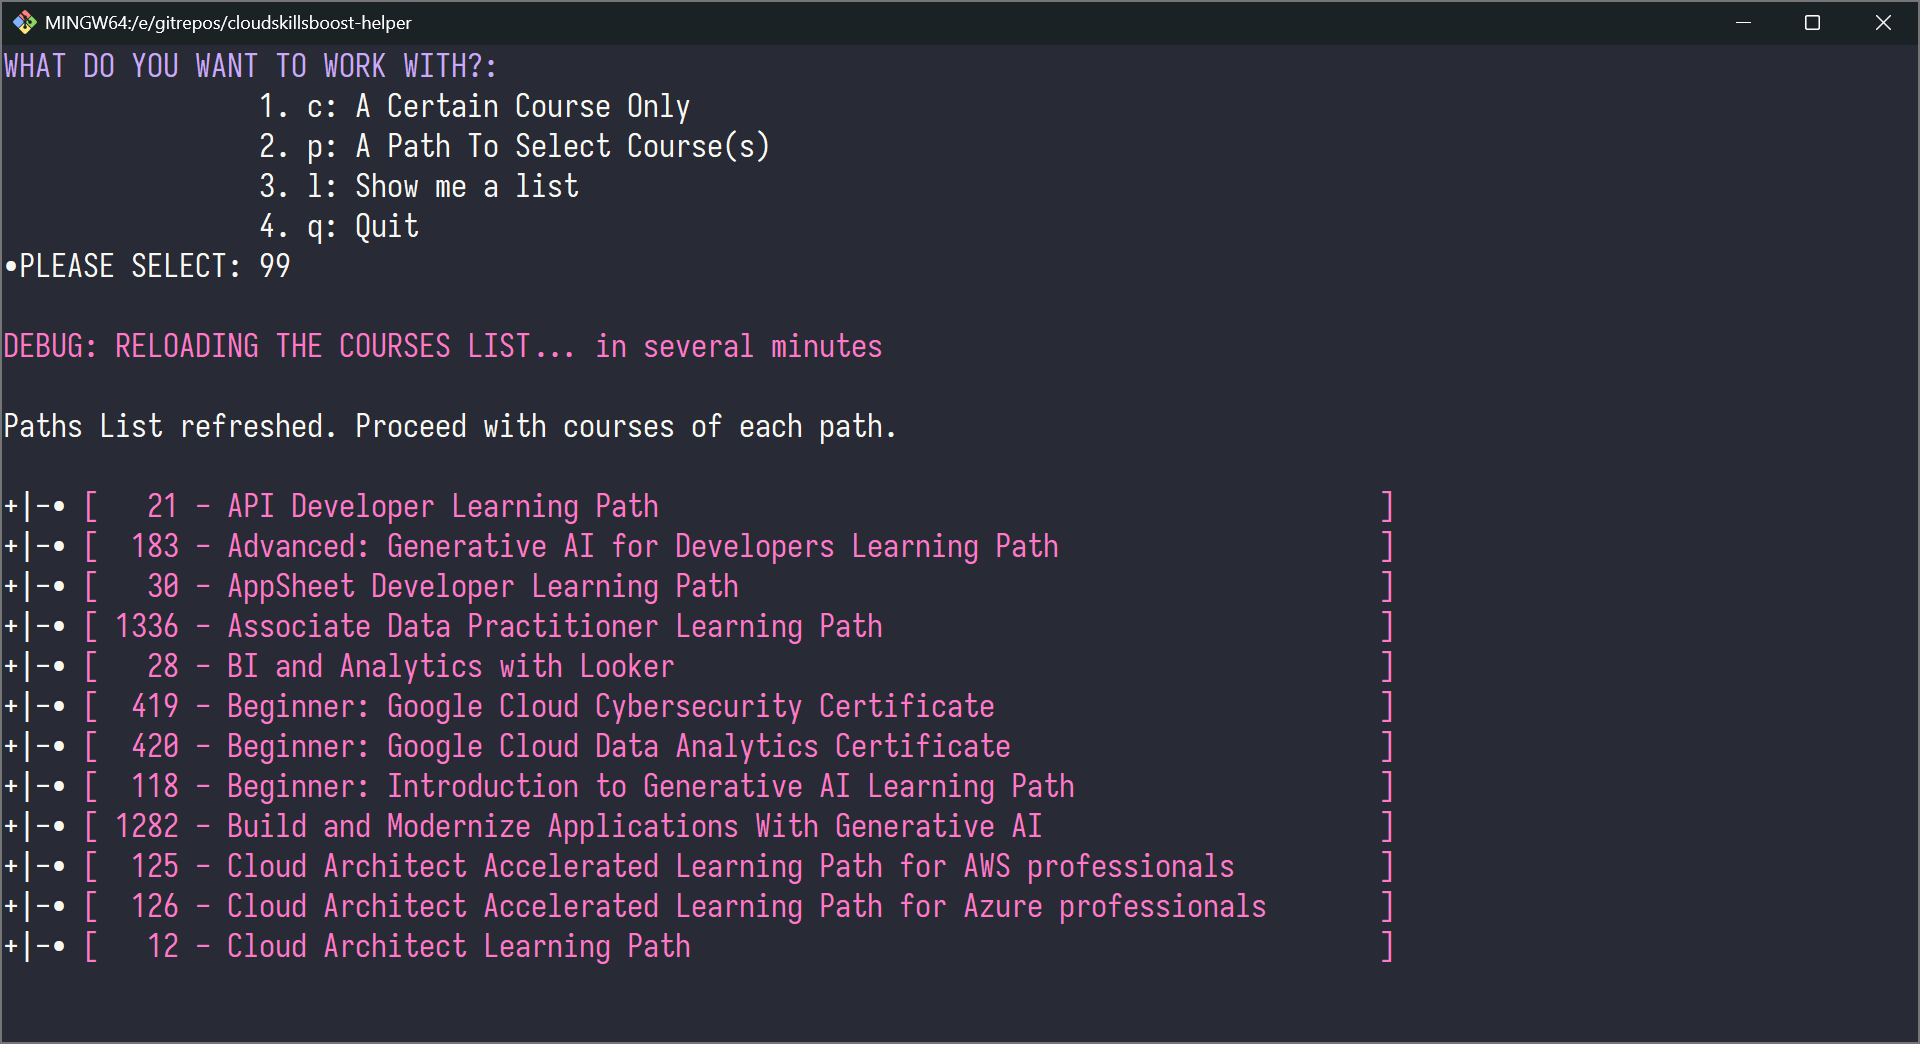 MINGW64:/e/gitrepos/cloudskillsboost-helper
WHAT DO YOU WANT TO WORK WITH?:
1. c: A Certain Course Only
2. p: A Path To Select Course(s)
3. l: Show me a list
4. q: Quit
•PLEASE SELECT: 99
DEBUG: RELOADING THE COURSES LIST... in several minutes
Paths List refreshed. Proceed with courses of each path.
+|-• [   21 - API Developer Learning Path ]
+|-• [  183 - Advanced: Generative AI for Developers Learning Path ]
+|-• [   30 - AppSheet Developer Learning Path ]
+|-• [ 1336 - Associate Data Practitioner Learning Path ]
+|-• [   28 - BI and Analytics with Looker ]
+|-• [  419 - Beginner: Google Cloud Cybersecurity Certificate ]
+|-• [  420 - Beginner: Google Cloud Data Analytics Certificate ]
+|-• [  118 - Beginner: Introduction to Generative AI Learning Path ]
+|-• [ 1282 - Build and Modernize Applications With Generative AI ]
+|-• [  125 - Cloud Architect Accelerated Learning Path for AWS professionals ]
+|-• [  126 - Cloud Architect Accelerated Learning Path for Azure professionals ]
+|-• [   12 - Cloud Architect Learning Path ]